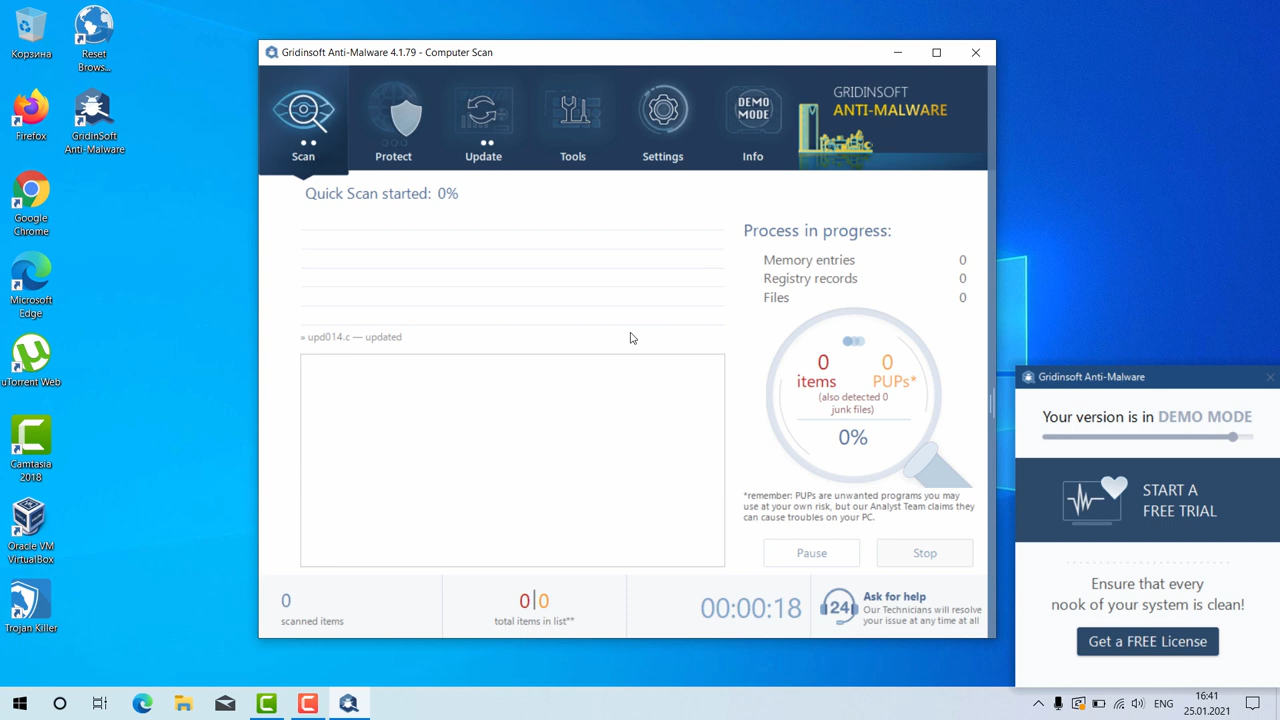 Корзина
Reset
Brows...
Firefox
GridinSoft
Anti-Malware
Google
Chrome
Microsoft
Edge
uTorrent Web
Camtasia
2018
Oracle VM
VirtualBox
Trojan Killer
Gridinsoft Anti-Malware 4.1.79 - Computer Scan
Scan
Protect
Update
Tools
Settings
DEMO
MODE
Info
GRIDINSOFT
ANTI-MALWARE
Quick Scan started: 0%
» upd014.c — updated
Process in progress:
Memory entries 0
Registry records 0
Files 0
0 0
items PUPs*
(also detected 0
junk files)
0%
*remember: PUPs are unwanted programs you may
use at your own risk, but our Analyst Team claims they
can cause troubles on your PC.
Pause Stop
0
scanned items
0|0
total items in list**
00:00:18
24
Ask for help
Our Technicians will resolve
your issue at any time at all
Gridinsoft Anti-Malware
Your version is in DEMO MODE
START A
FREE TRIAL
Ensure that every
nook of your system is clean!
Get a FREE License
ENG
16:41
25.01.2021